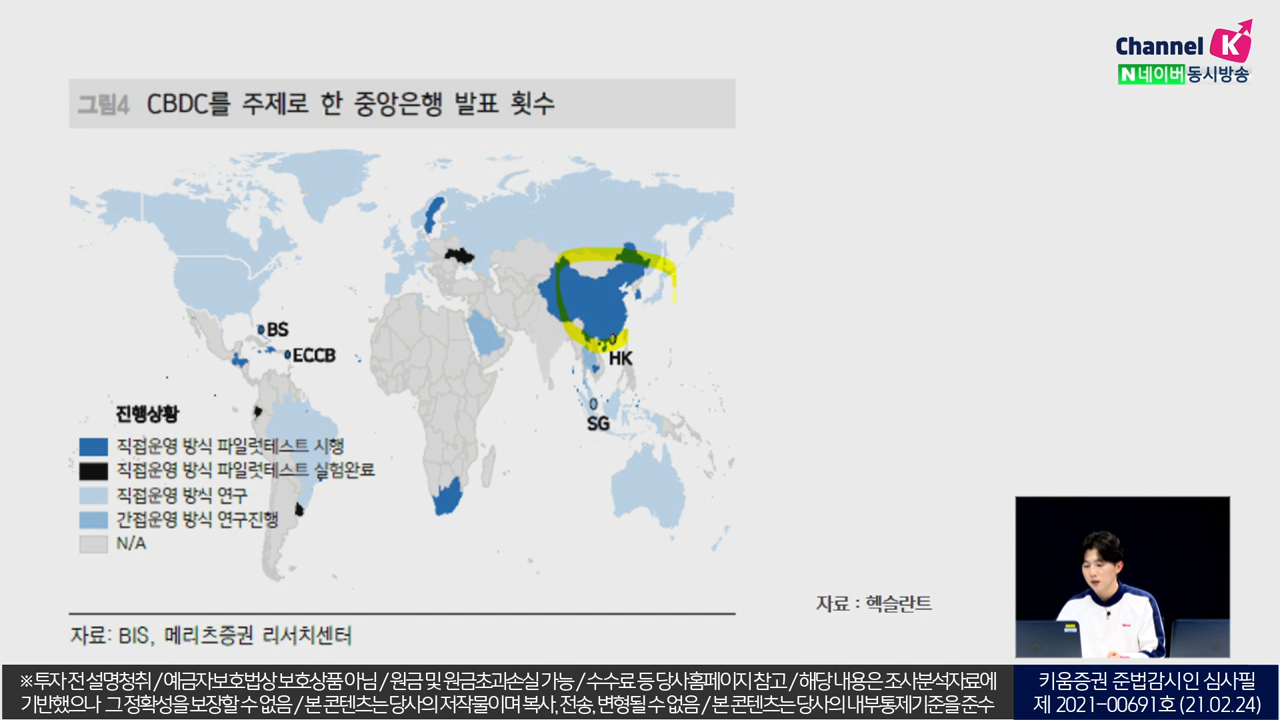 Channel K
N 네이버 동시방송
그림4 CBDC를 주제로 한 중앙은행 발표 횟수
BS
ECCB
HK
SG
진행상황
직접운영 방식 파일럿테스트 시행
직접운영 방식 파일럿테스트 실험완료
직접운영 방식 연구
간접운영 방식 연구진행
N/A
자료 : 헥슬란트
자료: BIS, 메리츠증권 리서치센터
※ 투자 전 설명청취 / 예금자보호법상 보호상품 아님 / 원금 및 원금초과손실 가능 / 수수료 등 당사홈페이지 참고 / 해당 내용은 조사분석자료에
기반했으나 그 정확성을 보장할 수 없음 / 본 콘텐츠는 당사의 저작물이며 복사, 전송, 변형될 수 없음 / 본 콘텐츠는 당사의 내부통제기준을 준수
키움증권 준법감시인 심사필
제 2021-00691호 (21.02.24)